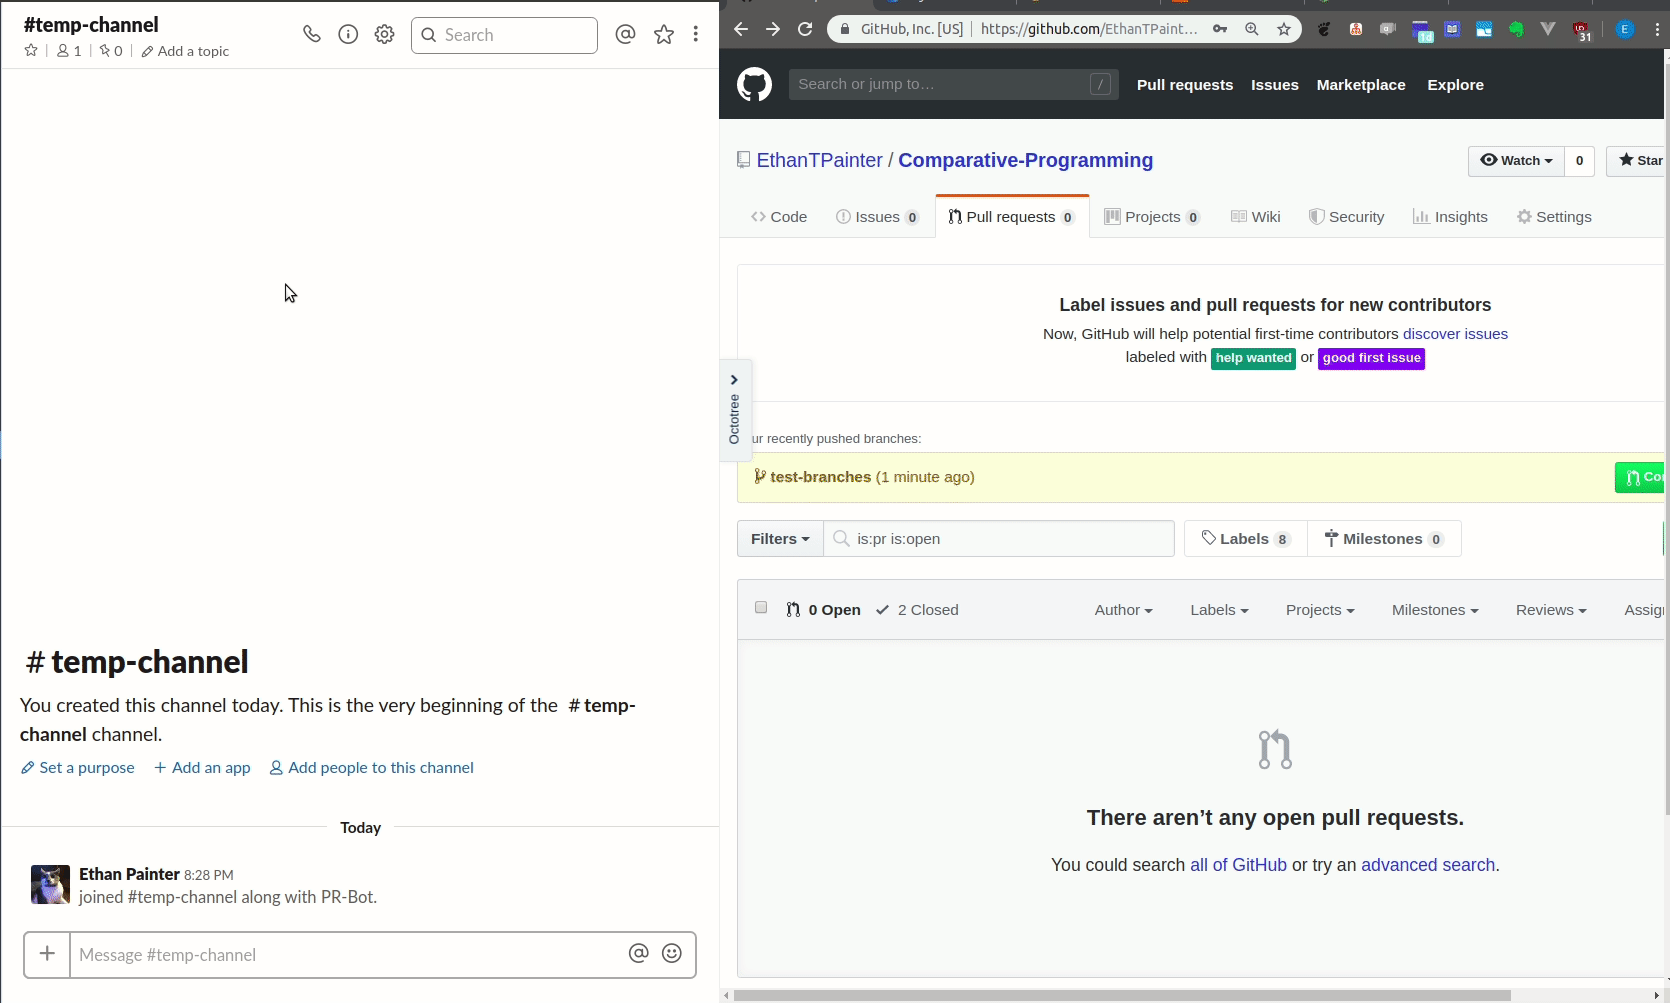 #temp-channel
1 | 0 | Add a topic
Search
#temp-channel
You created this channel today. This is the very beginning of the # temp-
channel channel.
Set a purpose + Add an app Add people to this channel
Today
Ethan Painter 8:28 PM
joined #temp-channel along with PR-Bot.
+ Message #temp-channel @
GitHub, Inc. [US] | https://github.com/EthanTPaint... 1d 31 E
Search or jump to… / Pull requests Issues Marketplace Explore
EthanTPainter / Comparative-Programming Watch 0 Star
Code Issues 0 Pull requests 0 Projects 0 Wiki Security Insights Settings
Label issues and pull requests for new contributors
Now, GitHub will help potential first-time contributors discover issues
labeled with help wanted or good first issue
Octotree
ur recently pushed branches:
test-branches (1 minute ago) Co
Filters is:pr is:open Labels 8 Milestones 0
0 Open 2 Closed Author Labels Projects Milestones Reviews Assig
There aren’t any open pull requests.
You could search all of GitHub or try an advanced search.